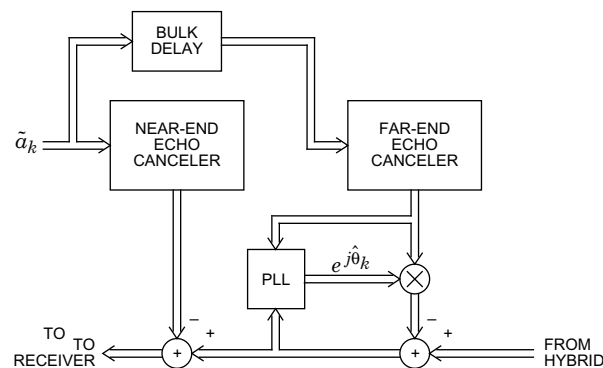 BULK
DELAY
ã_k
NEAR-END
ECHO
CANCELER
FAR-END
ECHO
CANCELER
PLL
e^{jθ̂_k}
×
− +
− +
TO
TO
RECEIVER
+
+
FROM
HYBRID